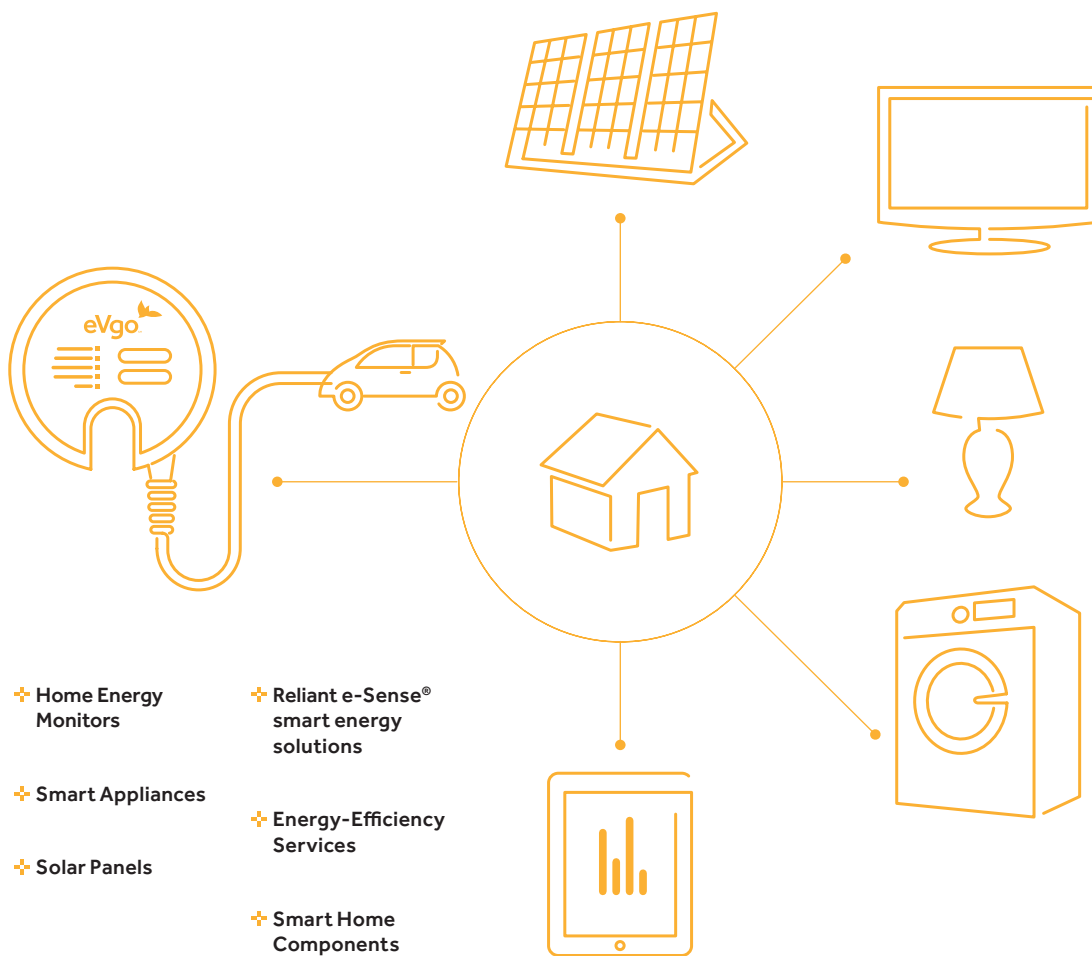 eVgo
Home Energy
Monitors
Smart Appliances
Solar Panels
Reliant e-Sense®
smart energy
solutions
Energy-Efficiency
Services
Smart Home
Components